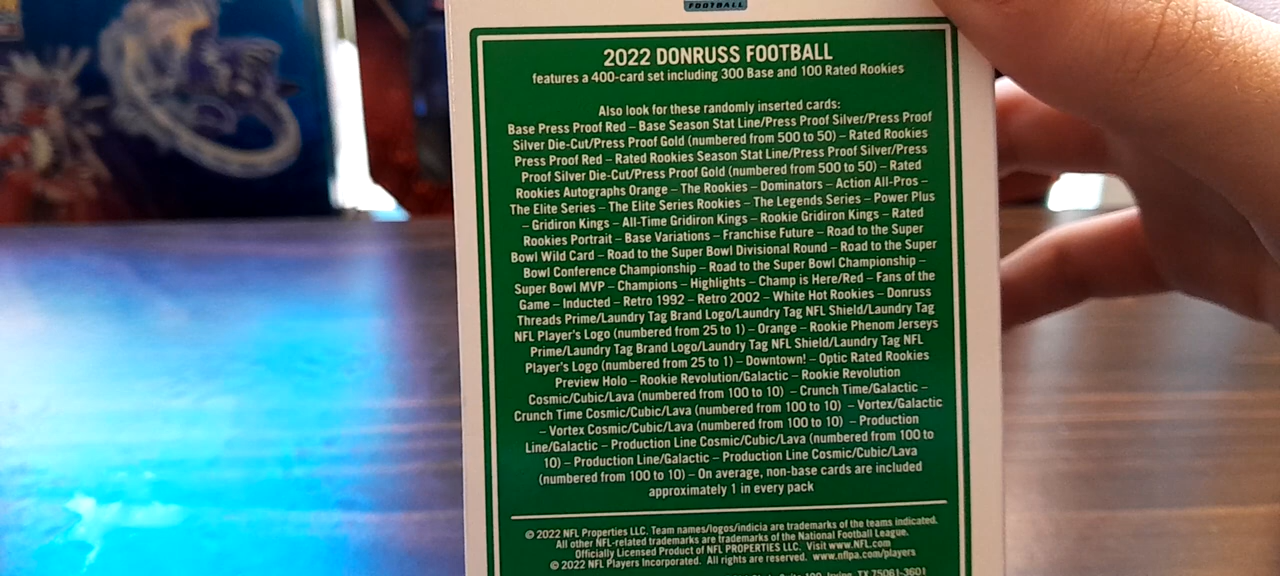 FOOTBALL
2022 DONRUSS FOOTBALL
features a 400-card set including 300 Base and 100 Rated Rookies
Also look for these randomly inserted cards:
Base Press Proof Red – Base Season Stat Line/Press Proof Silver/Press Proof
Silver Die-Cut/Press Proof Gold (numbered from 500 to 50) – Rated Rookies
Press Proof Red – Rated Rookies Season Stat Line/Press Proof Silver/Press
Proof Silver Die-Cut/Press Proof Gold (numbered from 500 to 50) – Rated
Rookies Autographs Orange – The Rookies – Dominators – Action All-Pros –
The Elite Series – The Elite Series Rookies – The Legends Series – Power Plus
– Gridiron Kings – All-Time Gridiron Kings – Rookie Gridiron Kings – Rated
Rookies Portrait – Base Variations – Franchise Future – Road to the Super
Bowl Wild Card – Road to the Super Bowl Divisional Round – Road to the Super
Bowl Conference Championship – Road to the Super Bowl Championship –
Super Bowl MVP – Champions – Highlights – Champ is Here/Red – Fans of the
Game – Inducted – Retro 1992 – Retro 2002 – White Hot Rookies – Donruss
Threads Prime/Laundry Tag Brand Logo/Laundry Tag NFL Shield/Laundry Tag
NFL Player's Logo (numbered from 25 to 1) – Orange – Rookie Phenom Jerseys
Prime/Laundry Tag Brand Logo/Laundry Tag NFL Shield/Laundry Tag NFL
Player's Logo (numbered from 25 to 1) – Downtown! – Optic Rated Rookies
Preview Holo – Rookie Revolution/Galactic – Rookie Revolution
Cosmic/Cubic/Lava (numbered from 100 to 10) – Crunch Time/Galactic –
Crunch Time Cosmic/Cubic/Lava (numbered from 100 to 10) – Vortex/Galactic
– Vortex Cosmic/Cubic/Lava (numbered from 100 to 10) – Production
Line/Galactic – Production Line Cosmic/Cubic/Lava (numbered from 100 to
10) – Production Line/Galactic – Production Line Cosmic/Cubic/Lava
(numbered from 100 to 10) – On average, non-base cards are included
approximately 1 in every pack
© 2022 NFL Properties LLC. Team names/logos/indicia are trademarks of the teams indicated.
All other NFL-related trademarks are trademarks of the National Football League.
Officially Licensed Product of NFL PROPERTIES LLC. Visit www.NFL.com
© 2022 NFL Players Incorporated. All rights are reserved. www.nflpa.com/players
Irving, TX 75061-3601